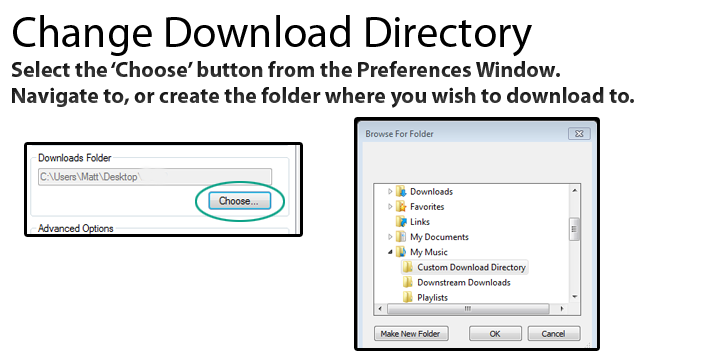 Change Download Directory
Select the ‘Choose’ button from the Preferences Window.
Navigate to, or create the folder where you wish to download to.
Downloads Folder
C:\Users\Matt\Desktop\
Choose...
Advanced Options
Browse For Folder
Downloads
Favorites
Links
My Documents
My Music
Custom Download Directory
Downstream Downloads
Playlists
Make New Folder
OK
Cancel